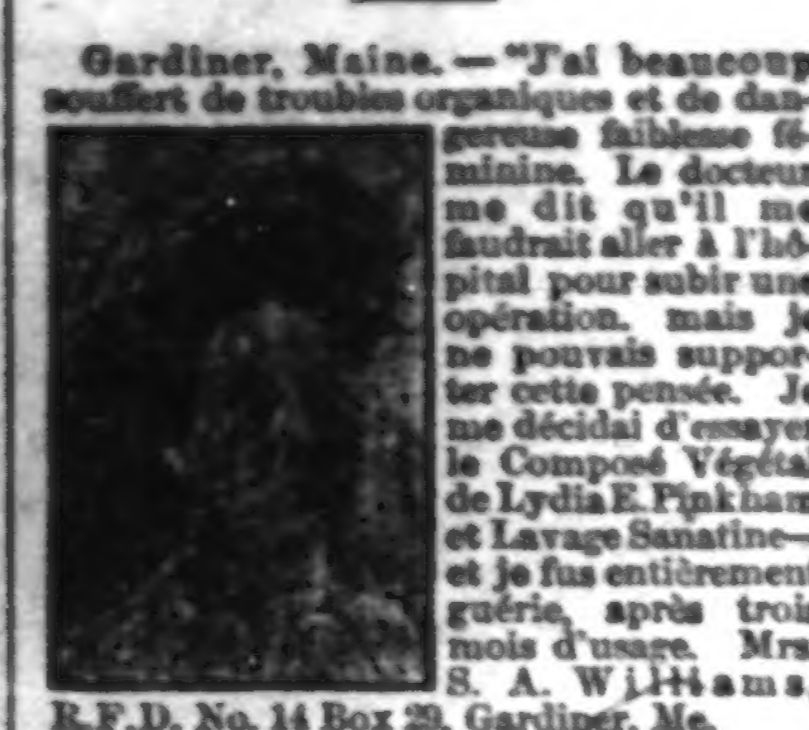 Gardiner, Maine. — "J'ai beaucoup
souffert de troubles organiques et de dan-
gereuse faiblesse fé-
minine. Le docteur
me dit qu'il me
faudrait aller à l'hô-
pital pour subir une
opération, mais je
ne pouvais suppor-
ter cette pensée. Je
me décidai d'essayer
le Composé Végétal
de Lydia E. Pinkham
et Lavage Sanatine—
et je fus entièrement
guérie, après trois
mois d'usage. Mrs.
S. A. Williams,
R.F.D. No. 14 Box 29, Gardiner, Me.